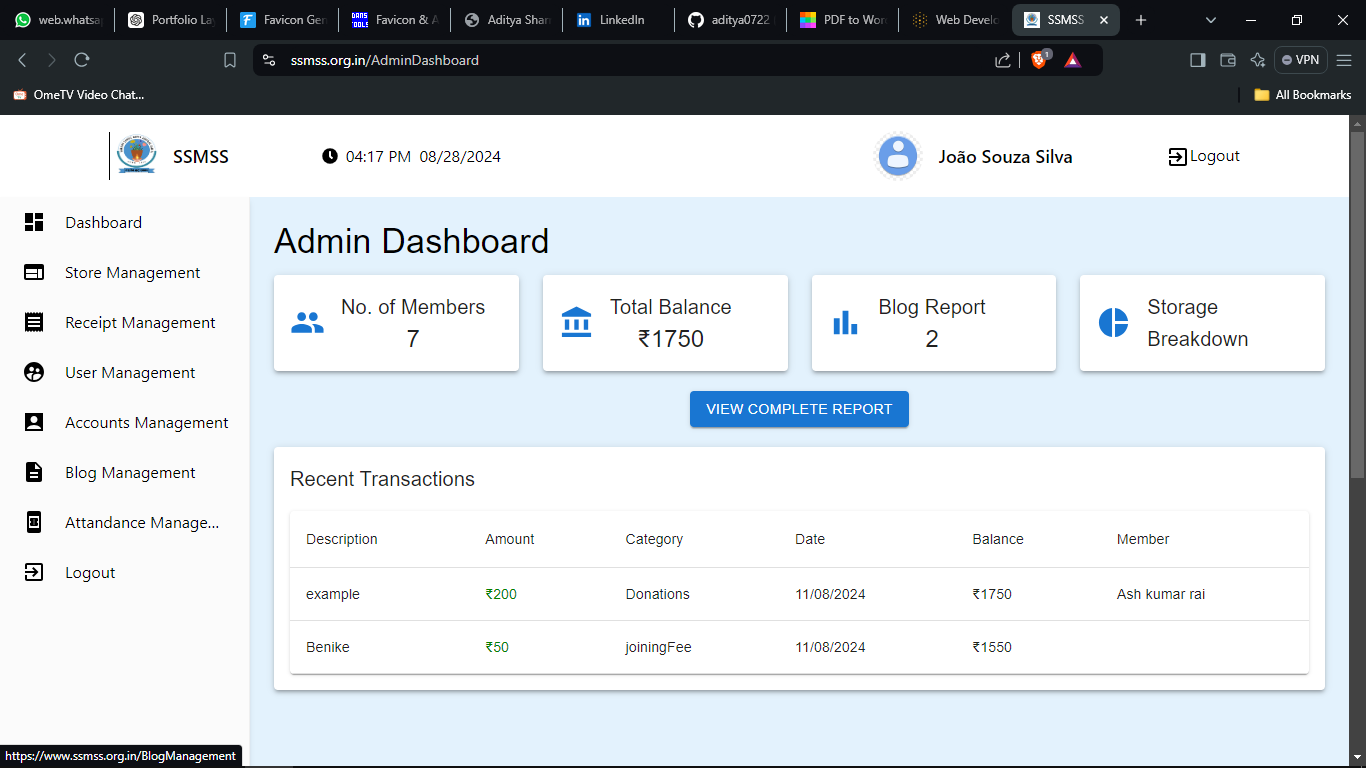 web.whatsa
Portfolio La
Favicon Gen
Favicon & A
Aditya Shar
LinkedIn
aditya0722
PDF to Wor
Web Develo
SSMSS
ssmss.org.in/AdminDashboard
1
VPN
OmeTV Video Chat...
All Bookmarks
SSMSS
04:17 PM 08/28/2024
João Souza Silva
Logout
Dashboard
Store Management
Receipt Management
User Management
Accounts Management
Blog Management
Attandance Manage...
Logout
Admin Dashboard
No. of Members
7
Total Balance
₹1750
Blog Report
2
Storage
Breakdown
VIEW COMPLETE REPORT
Recent Transactions
Description Amount Category Date Balance Member
example ₹200 Donations 11/08/2024 ₹1750 Ash kumar rai
Benike ₹50 joiningFee 11/08/2024 ₹1550
https://www.ssmss.org.in/BlogManagement